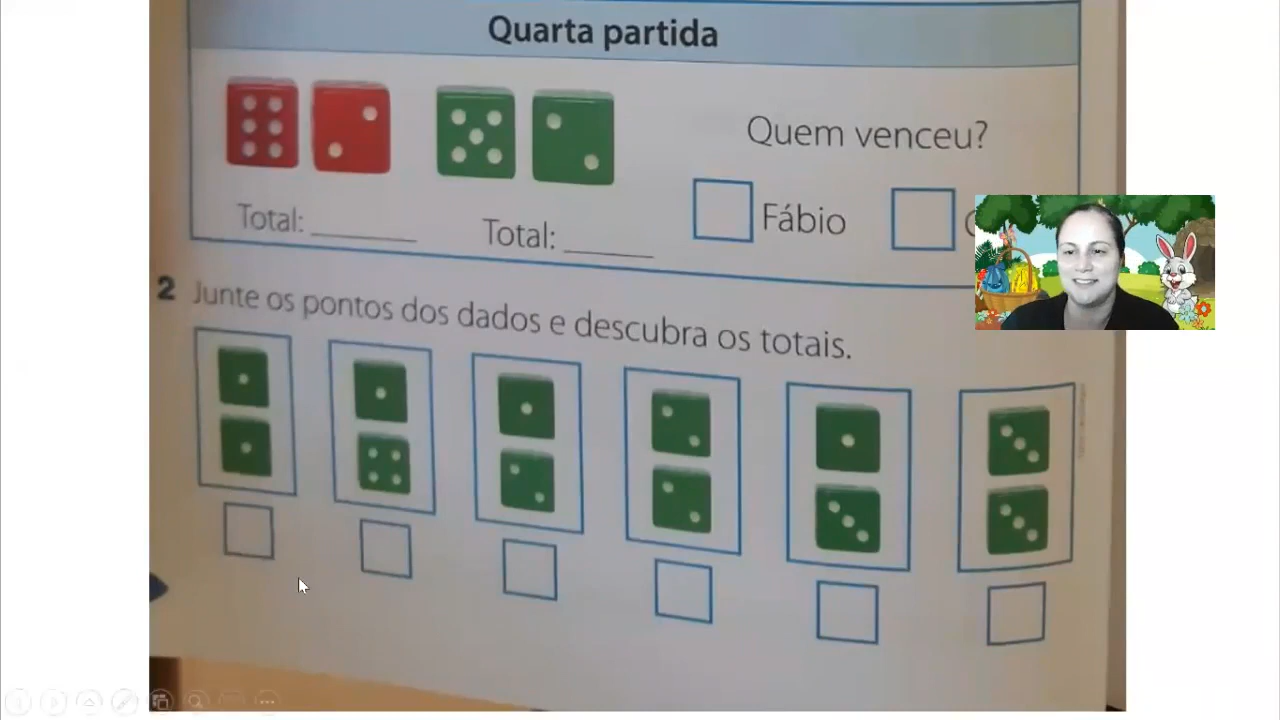 Quarta partida
Quem venceu?
Total: ______ Total: ______ Fábio
2 Junte os pontos dos dados e descubra os totais.